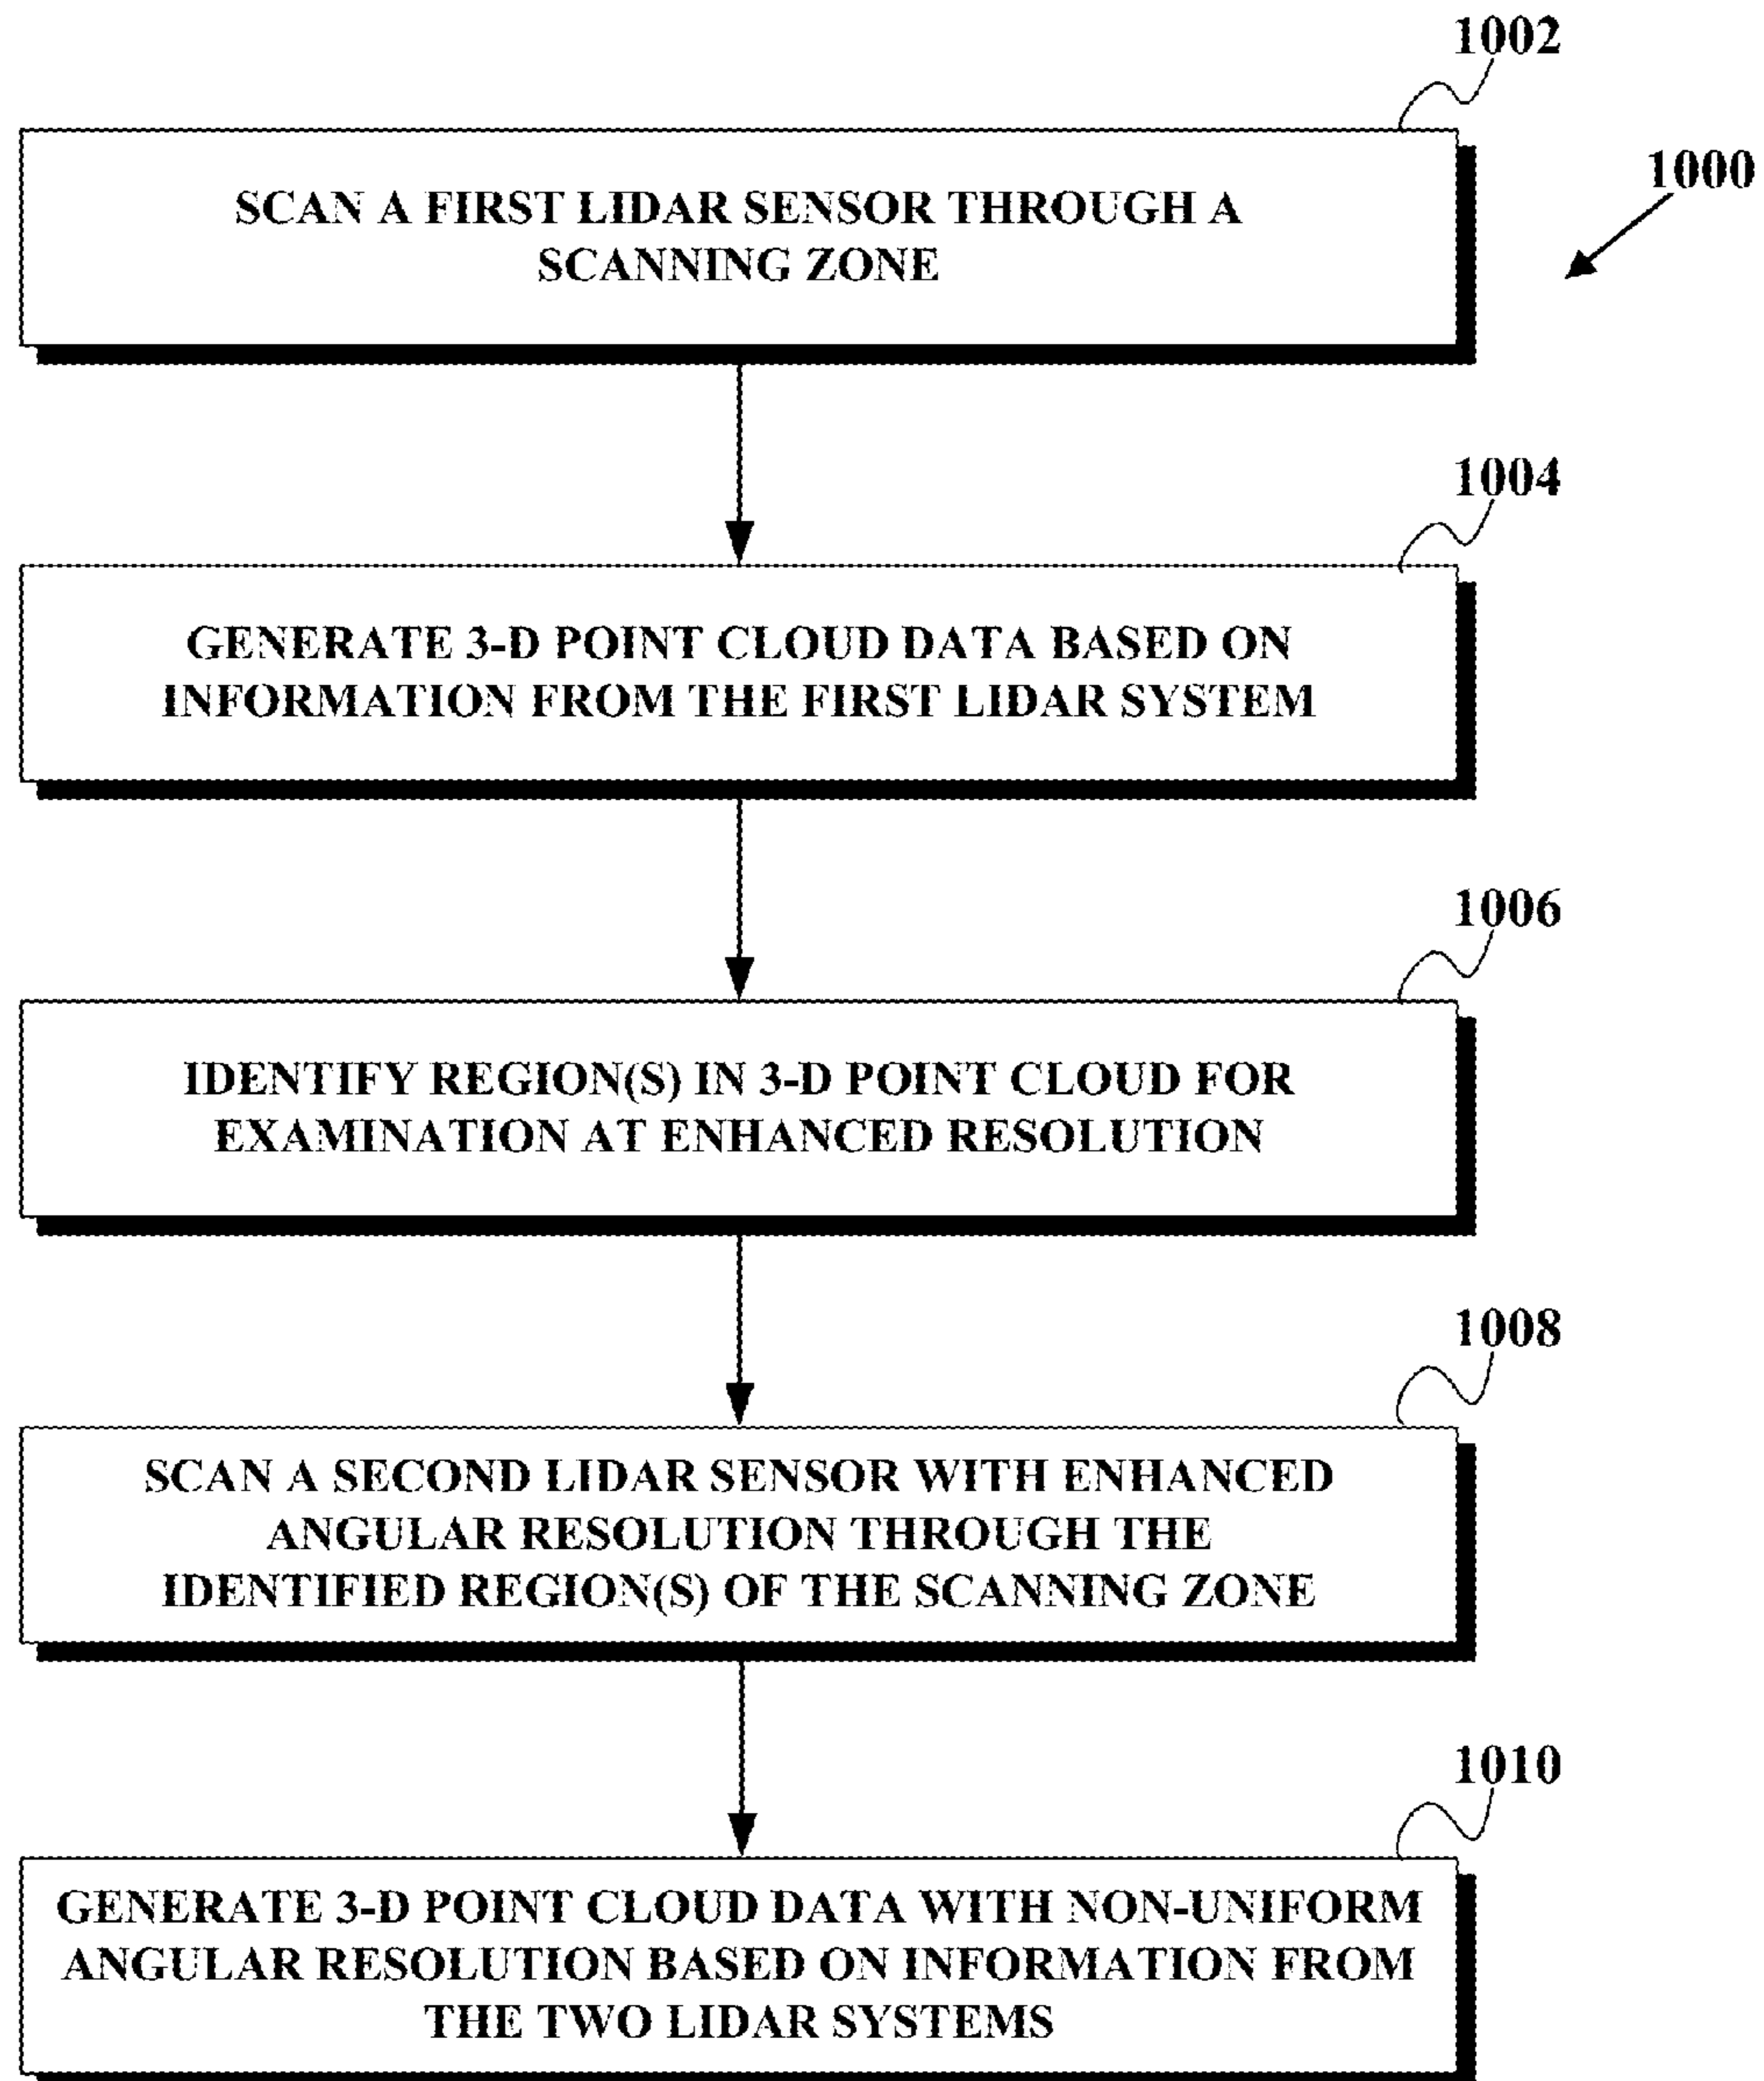 1002
1000
SCAN A FIRST LIDAR SENSOR THROUGH A
SCANNING ZONE
1004
GENERATE 3-D POINT CLOUD DATA BASED ON
INFORMATION FROM THE FIRST LIDAR SYSTEM
1006
IDENTIFY REGION(S) IN 3-D POINT CLOUD FOR
EXAMINATION AT ENHANCED RESOLUTION
1008
SCAN A SECOND LIDAR SENSOR WITH ENHANCED
ANGULAR RESOLUTION THROUGH THE
IDENTIFIED REGION(S) OF THE SCANNING ZONE
1010
GENERATE 3-D POINT CLOUD DATA WITH NON-UNIFORM
ANGULAR RESOLUTION BASED ON INFORMATION FROM
THE TWO LIDAR SYSTEMS